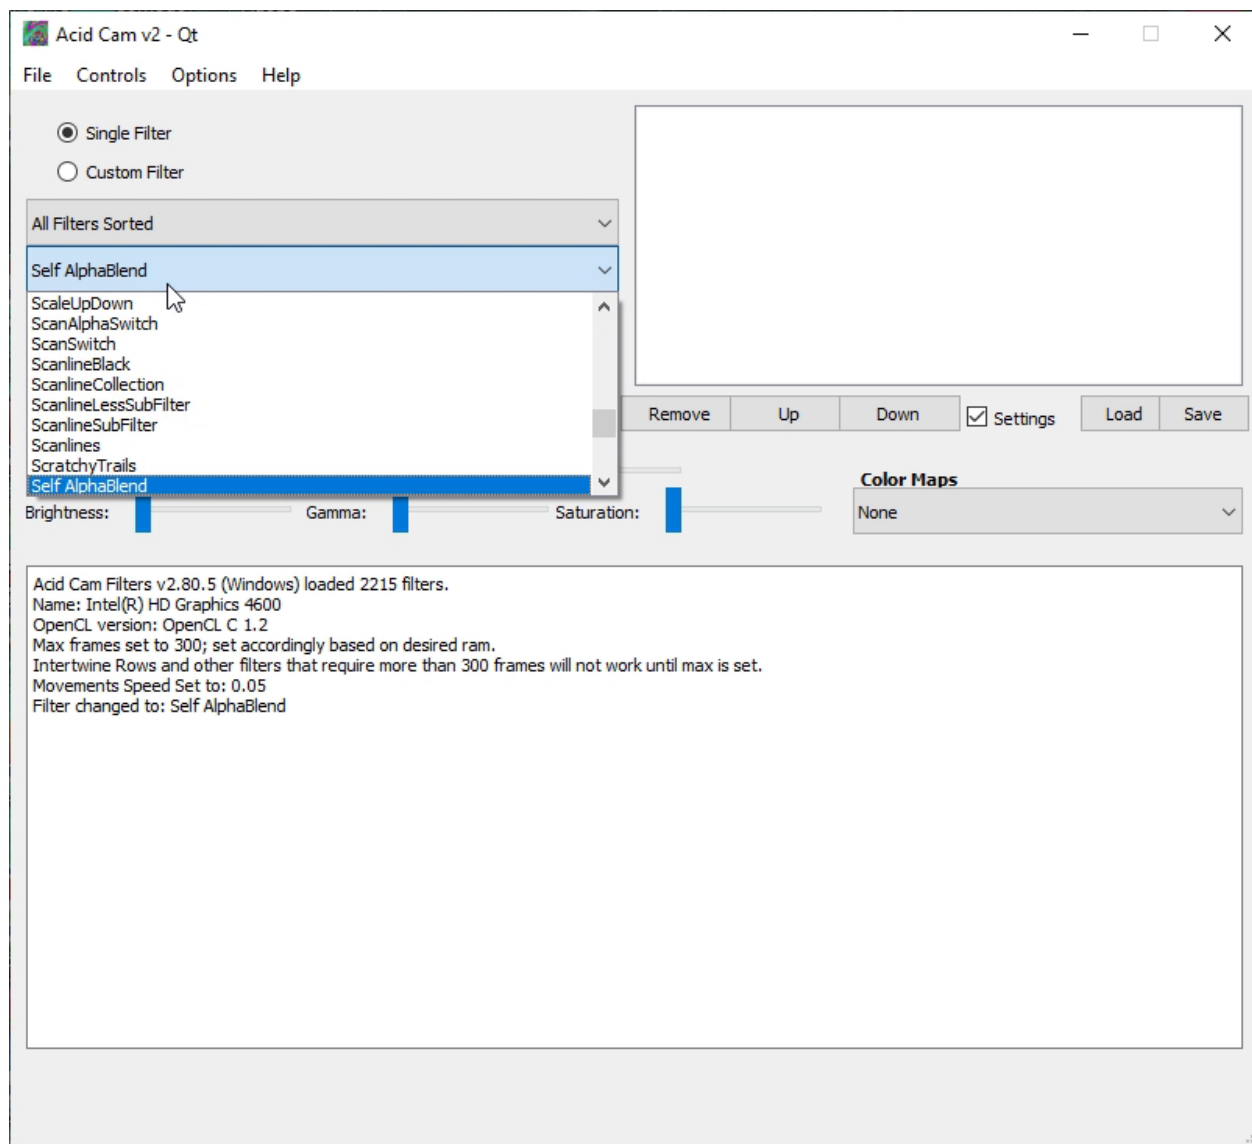 Acid Cam v2 - Qt
File Controls Options Help
Single Filter
Custom Filter
All Filters Sorted
Self AlphaBlend
ScaleUpDown
ScanAlphaSwitch
ScanSwitch
ScanlineBlack
ScanlineCollection
ScanlineLessSubFilter
ScanlineSubFilter
Scanlines
ScratchyTrails
Self AlphaBlend
Remove Up Down Settings Load Save
Color Maps
Brightness: Gamma: Saturation: None
Acid Cam Filters v2.80.5 (Windows) loaded 2215 filters.
Name: Intel(R) HD Graphics 4600
OpenCL version: OpenCL C 1.2
Max frames set to 300; set accordingly based on desired ram.
Intertwine Rows and other filters that require more than 300 frames will not work until max is set.
Movements Speed Set to: 0.05
Filter changed to: Self AlphaBlend